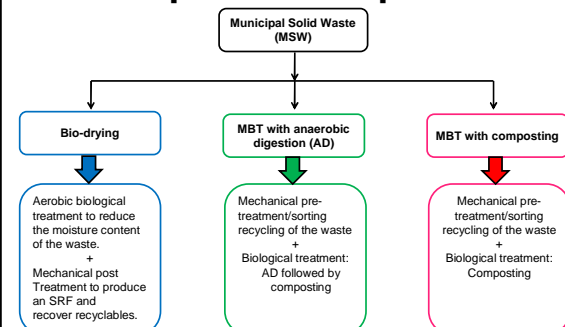 Municipal Solid Waste
(MSW)
Bio-drying
MBT with anaerobic
digestion (AD)
MBT with composting
Aerobic biological
treatment to reduce
the moisture content
of the waste.
+
Mechanical post
Treatment to produce
an SRF and
recover recyclables.
Mechanical pre-
treatment/sorting
recycling of the waste
+
Biological treatment:
AD followed by
composting
Mechanical pre-
treatment/sorting
recycling of the waste
+
Biological treatment:
Composting